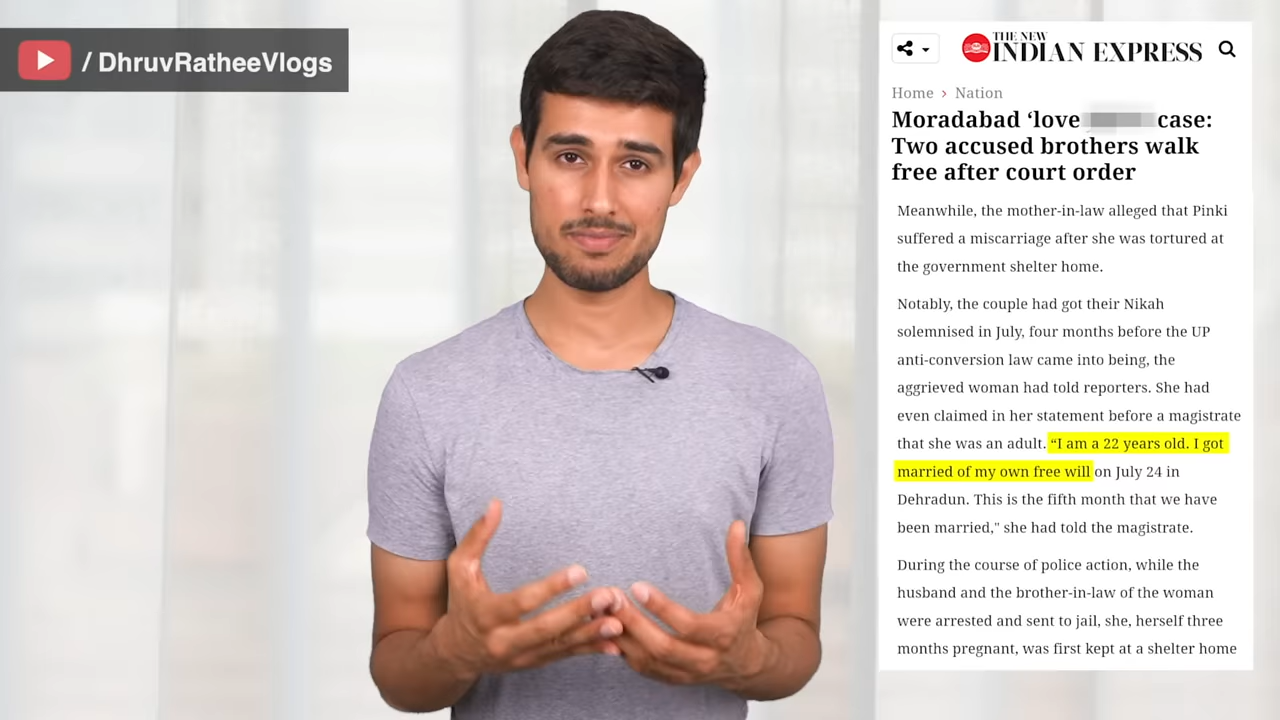 / DhruvRatheeVlogs
THE NEW
INDIAN EXPRESS
Home > Nation
Moradabad ‘love case:
Two accused brothers walk
free after court order
Meanwhile, the mother-in-law alleged that Pinki
suffered a miscarriage after she was tortured at
the government shelter home.
Notably, the couple had got their Nikah
solemnised in July, four months before the UP
anti-conversion law came into being, the
aggrieved woman had told reporters. She had
even claimed in her statement before a magistrate
that she was an adult. “I am a 22 years old. I got
married of my own free will on July 24 in
Dehradun. This is the fifth month that we have
been married," she had told the magistrate.
During the course of police action, while the
husband and the brother-in-law of the woman
were arrested and sent to jail, she, herself three
months pregnant, was first kept at a shelter home